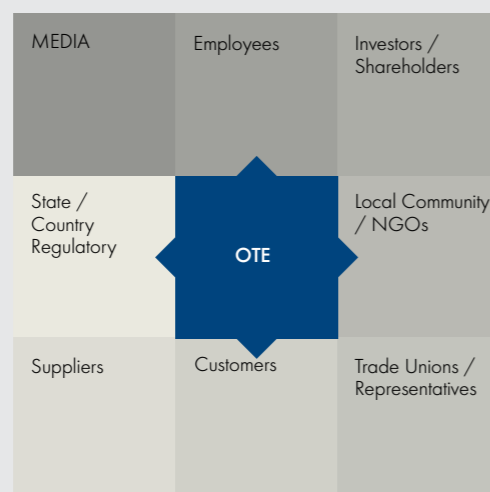 MEDIA
Employees
Investors /
Shareholders
State /
Country
Regulatory
OTE
Local Community
/ NGOs
Suppliers
Customers
Trade Unions /
Representatives